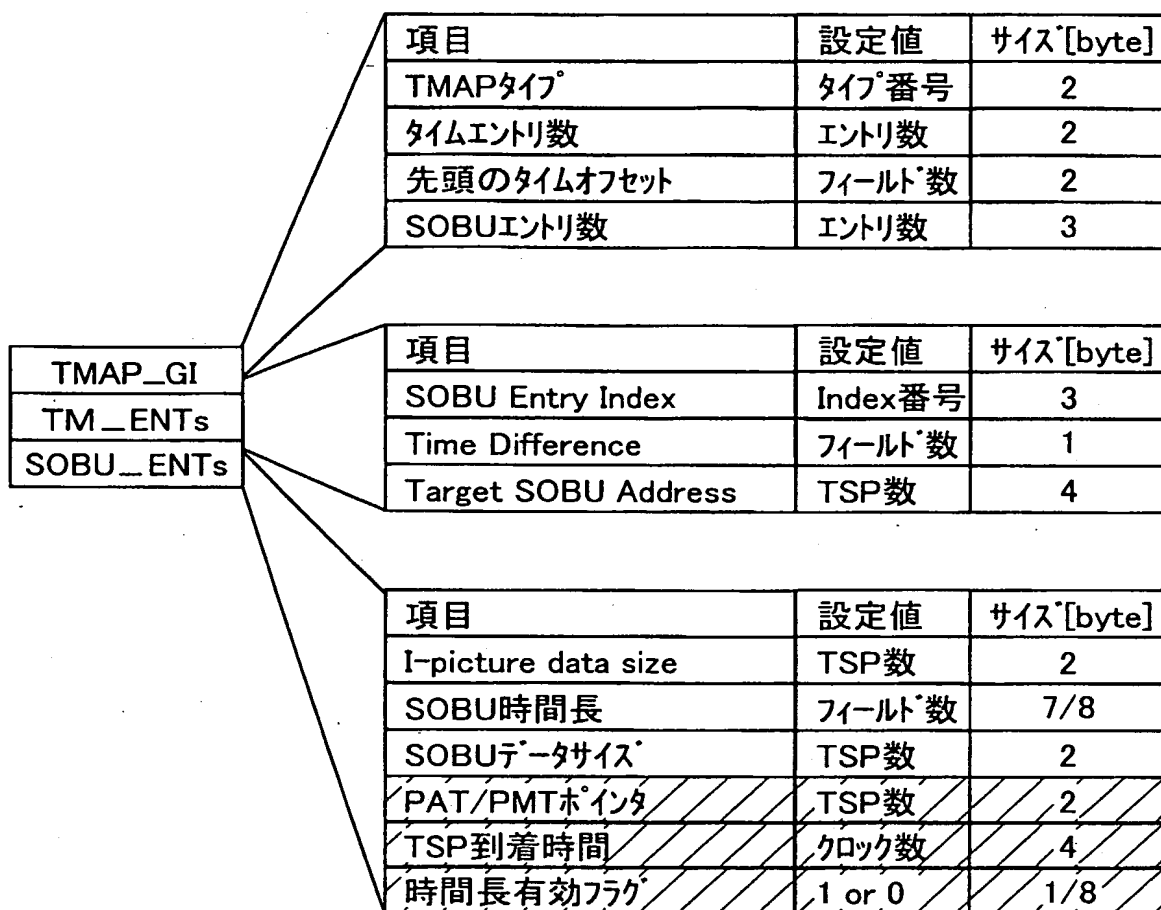 項目 設定値 サイズ[byte]
TMAPタイプ タイプ番号 2
タイムエントリ数 エントリ数 2
先頭のタイムオフセット フィールド数 2
SOBUエントリ数 エントリ数 3
TMAP_GI
TM_ENTs
SOBU_ENTs
項目 設定値 サイズ[byte]
SOBU Entry Index Index番号 3
Time Difference フィールド数 1
Target SOBU Address TSP数 4
項目 設定値 サイズ[byte]
I-picture data size TSP数 2
SOBU時間長 フィールド数 7/8
SOBUデータサイズ TSP数 2
PAT/PMTポインタ TSP数 2
TSP到着時間 クロック数 4
時間長有効フラグ 1 or 0 1/8